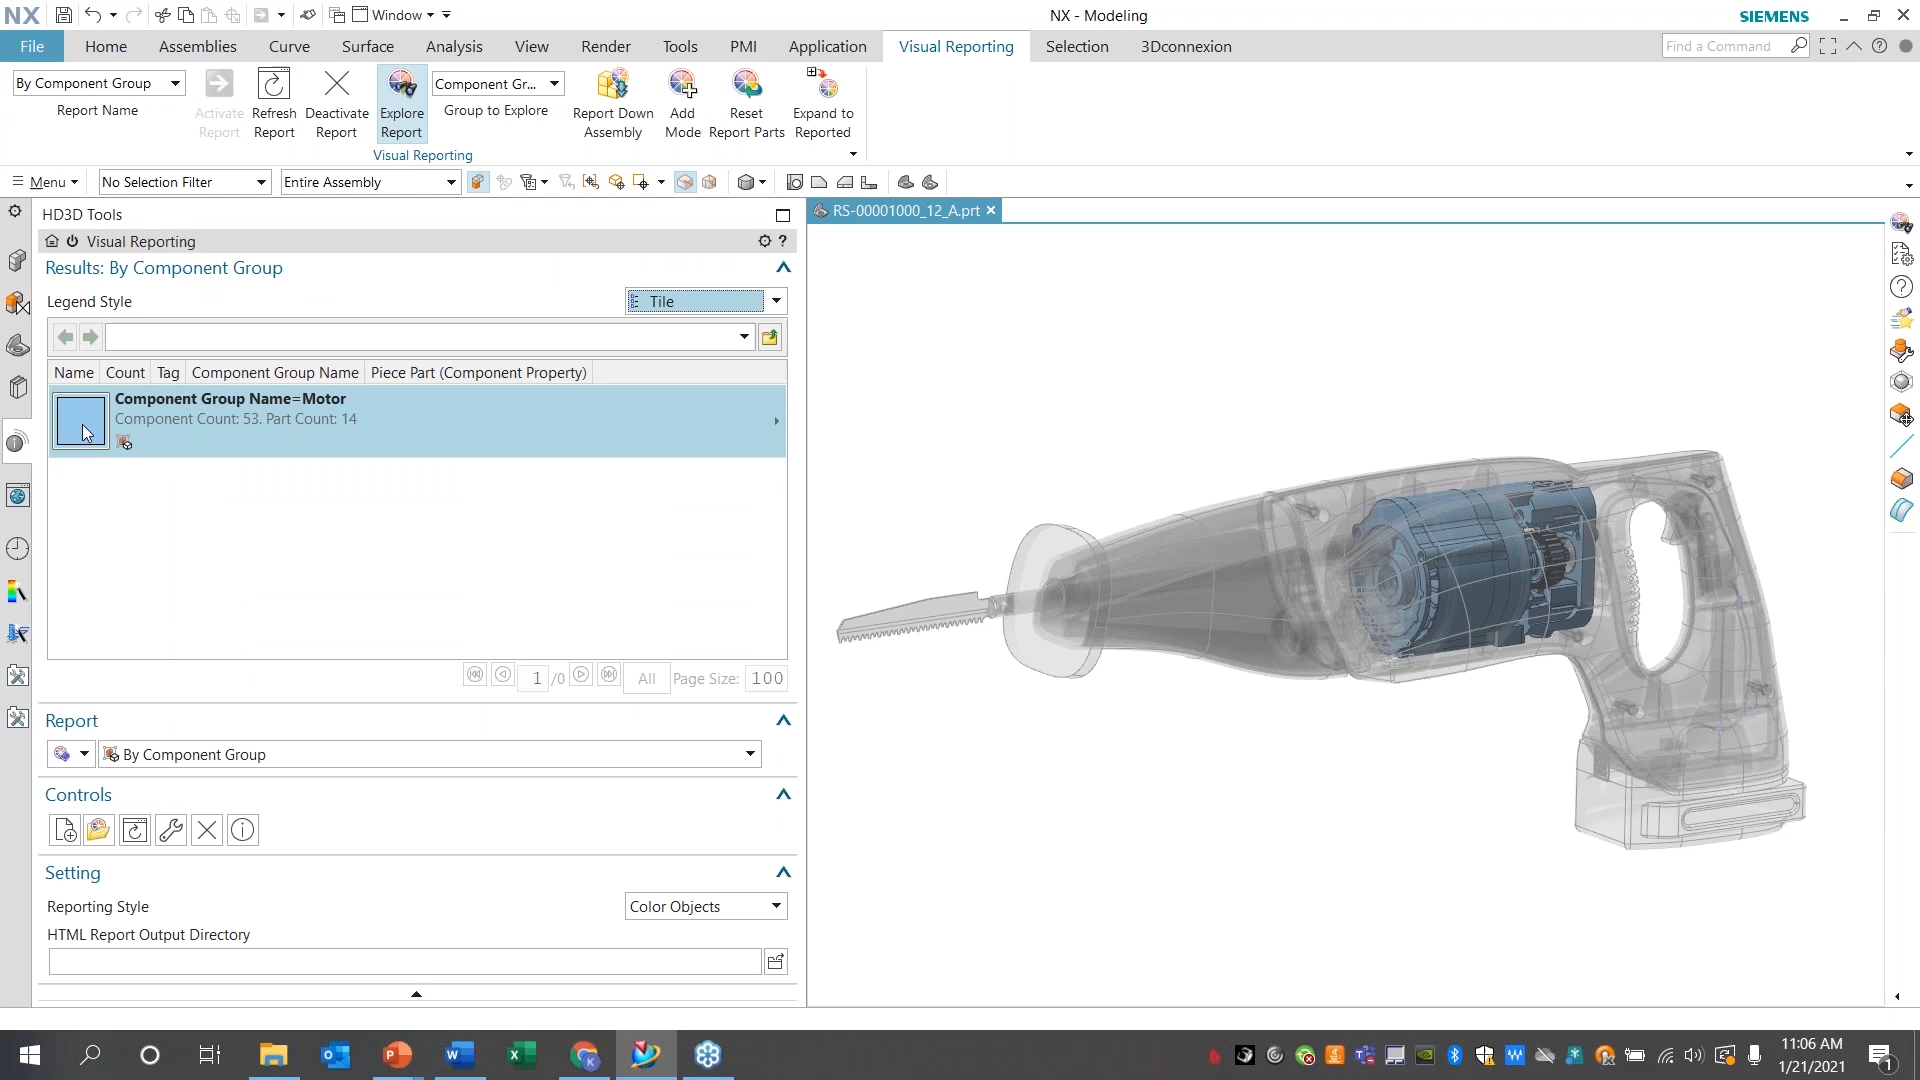 NX
Window
NX - Modeling
SIEMENS
File
Home
Assemblies
Curve
Surface
Analysis
View
Render
Tools
PMI
Application
Visual Reporting
Selection
3Dconnexion
Find a Command
By Component Group
Report Name
Activate
Report
Refresh
Report
Deactivate
Report
Explore
Report
Component Gr...
Group to Explore
Report Down
Assembly
Add
Mode
Reset
Report Parts
Expand to
Reported
Visual Reporting
Menu
No Selection Filter
Entire Assembly
HD3D Tools
RS-00001000_12_A.prt
Visual Reporting
Results: By Component Group
Legend Style
Tile
Name
Count
Tag
Component Group Name
Piece Part (Component Property)
Component Group Name=Motor
Component Count: 53. Part Count: 14
1 /0
All
Page Size: 100
Report
By Component Group
Controls
Setting
Reporting Style
Color Objects
HTML Report Output Directory
11:06 AM
1/21/2021
1